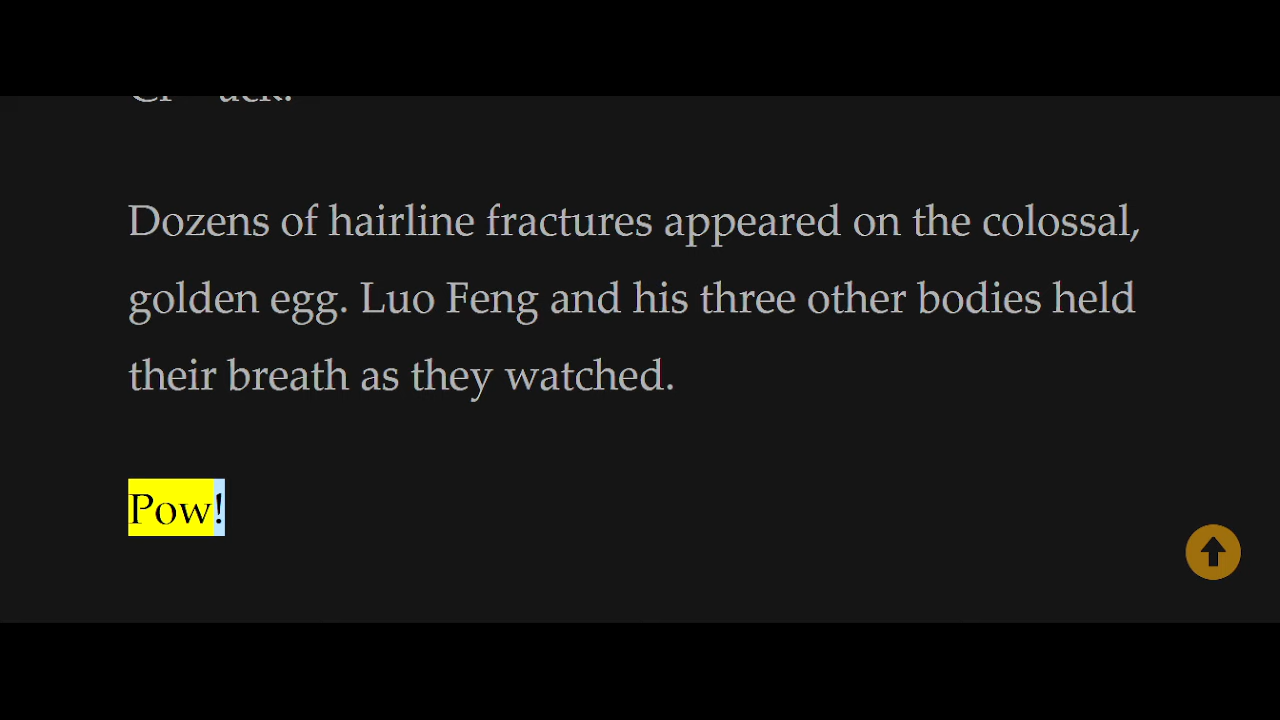 Dozens of hairline fractures appeared on the colossal,
golden egg. Luo Feng and his three other bodies held
their breath as they watched.
Pow!